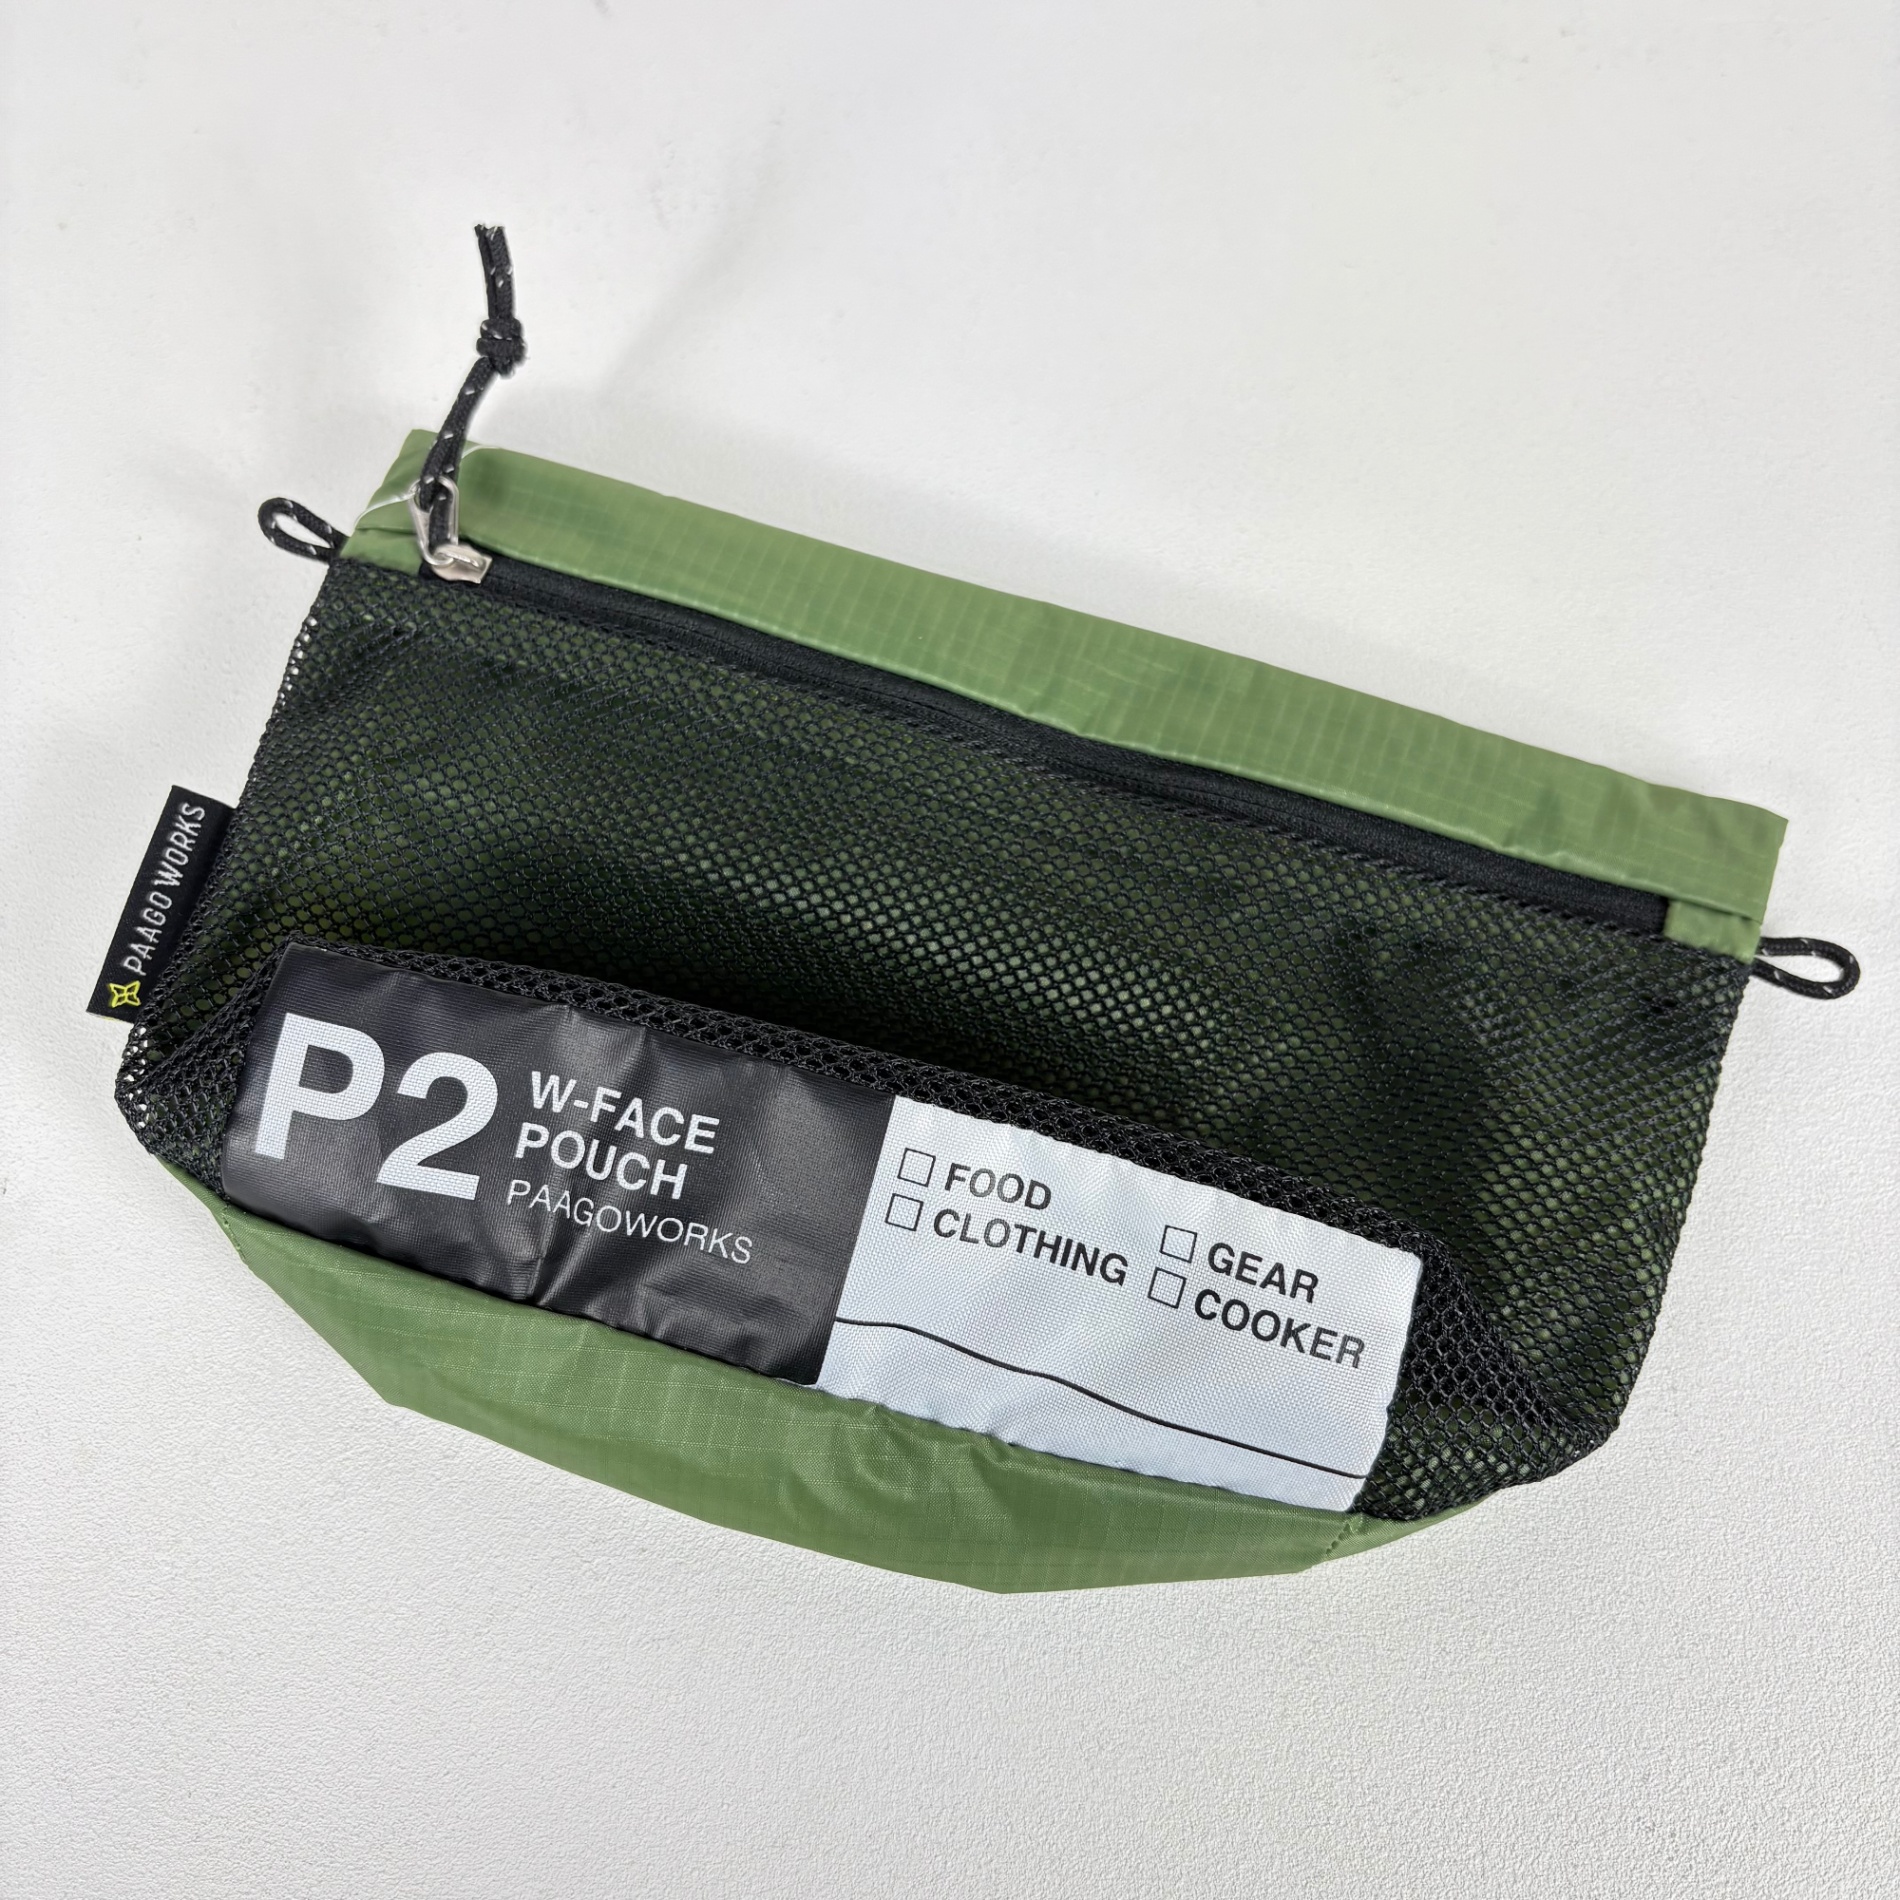 PAAGO WORKS
P2
W-FACE
POUCH
PAAGOWORKS
FOOD
CLOTHING
GEAR
COOKER